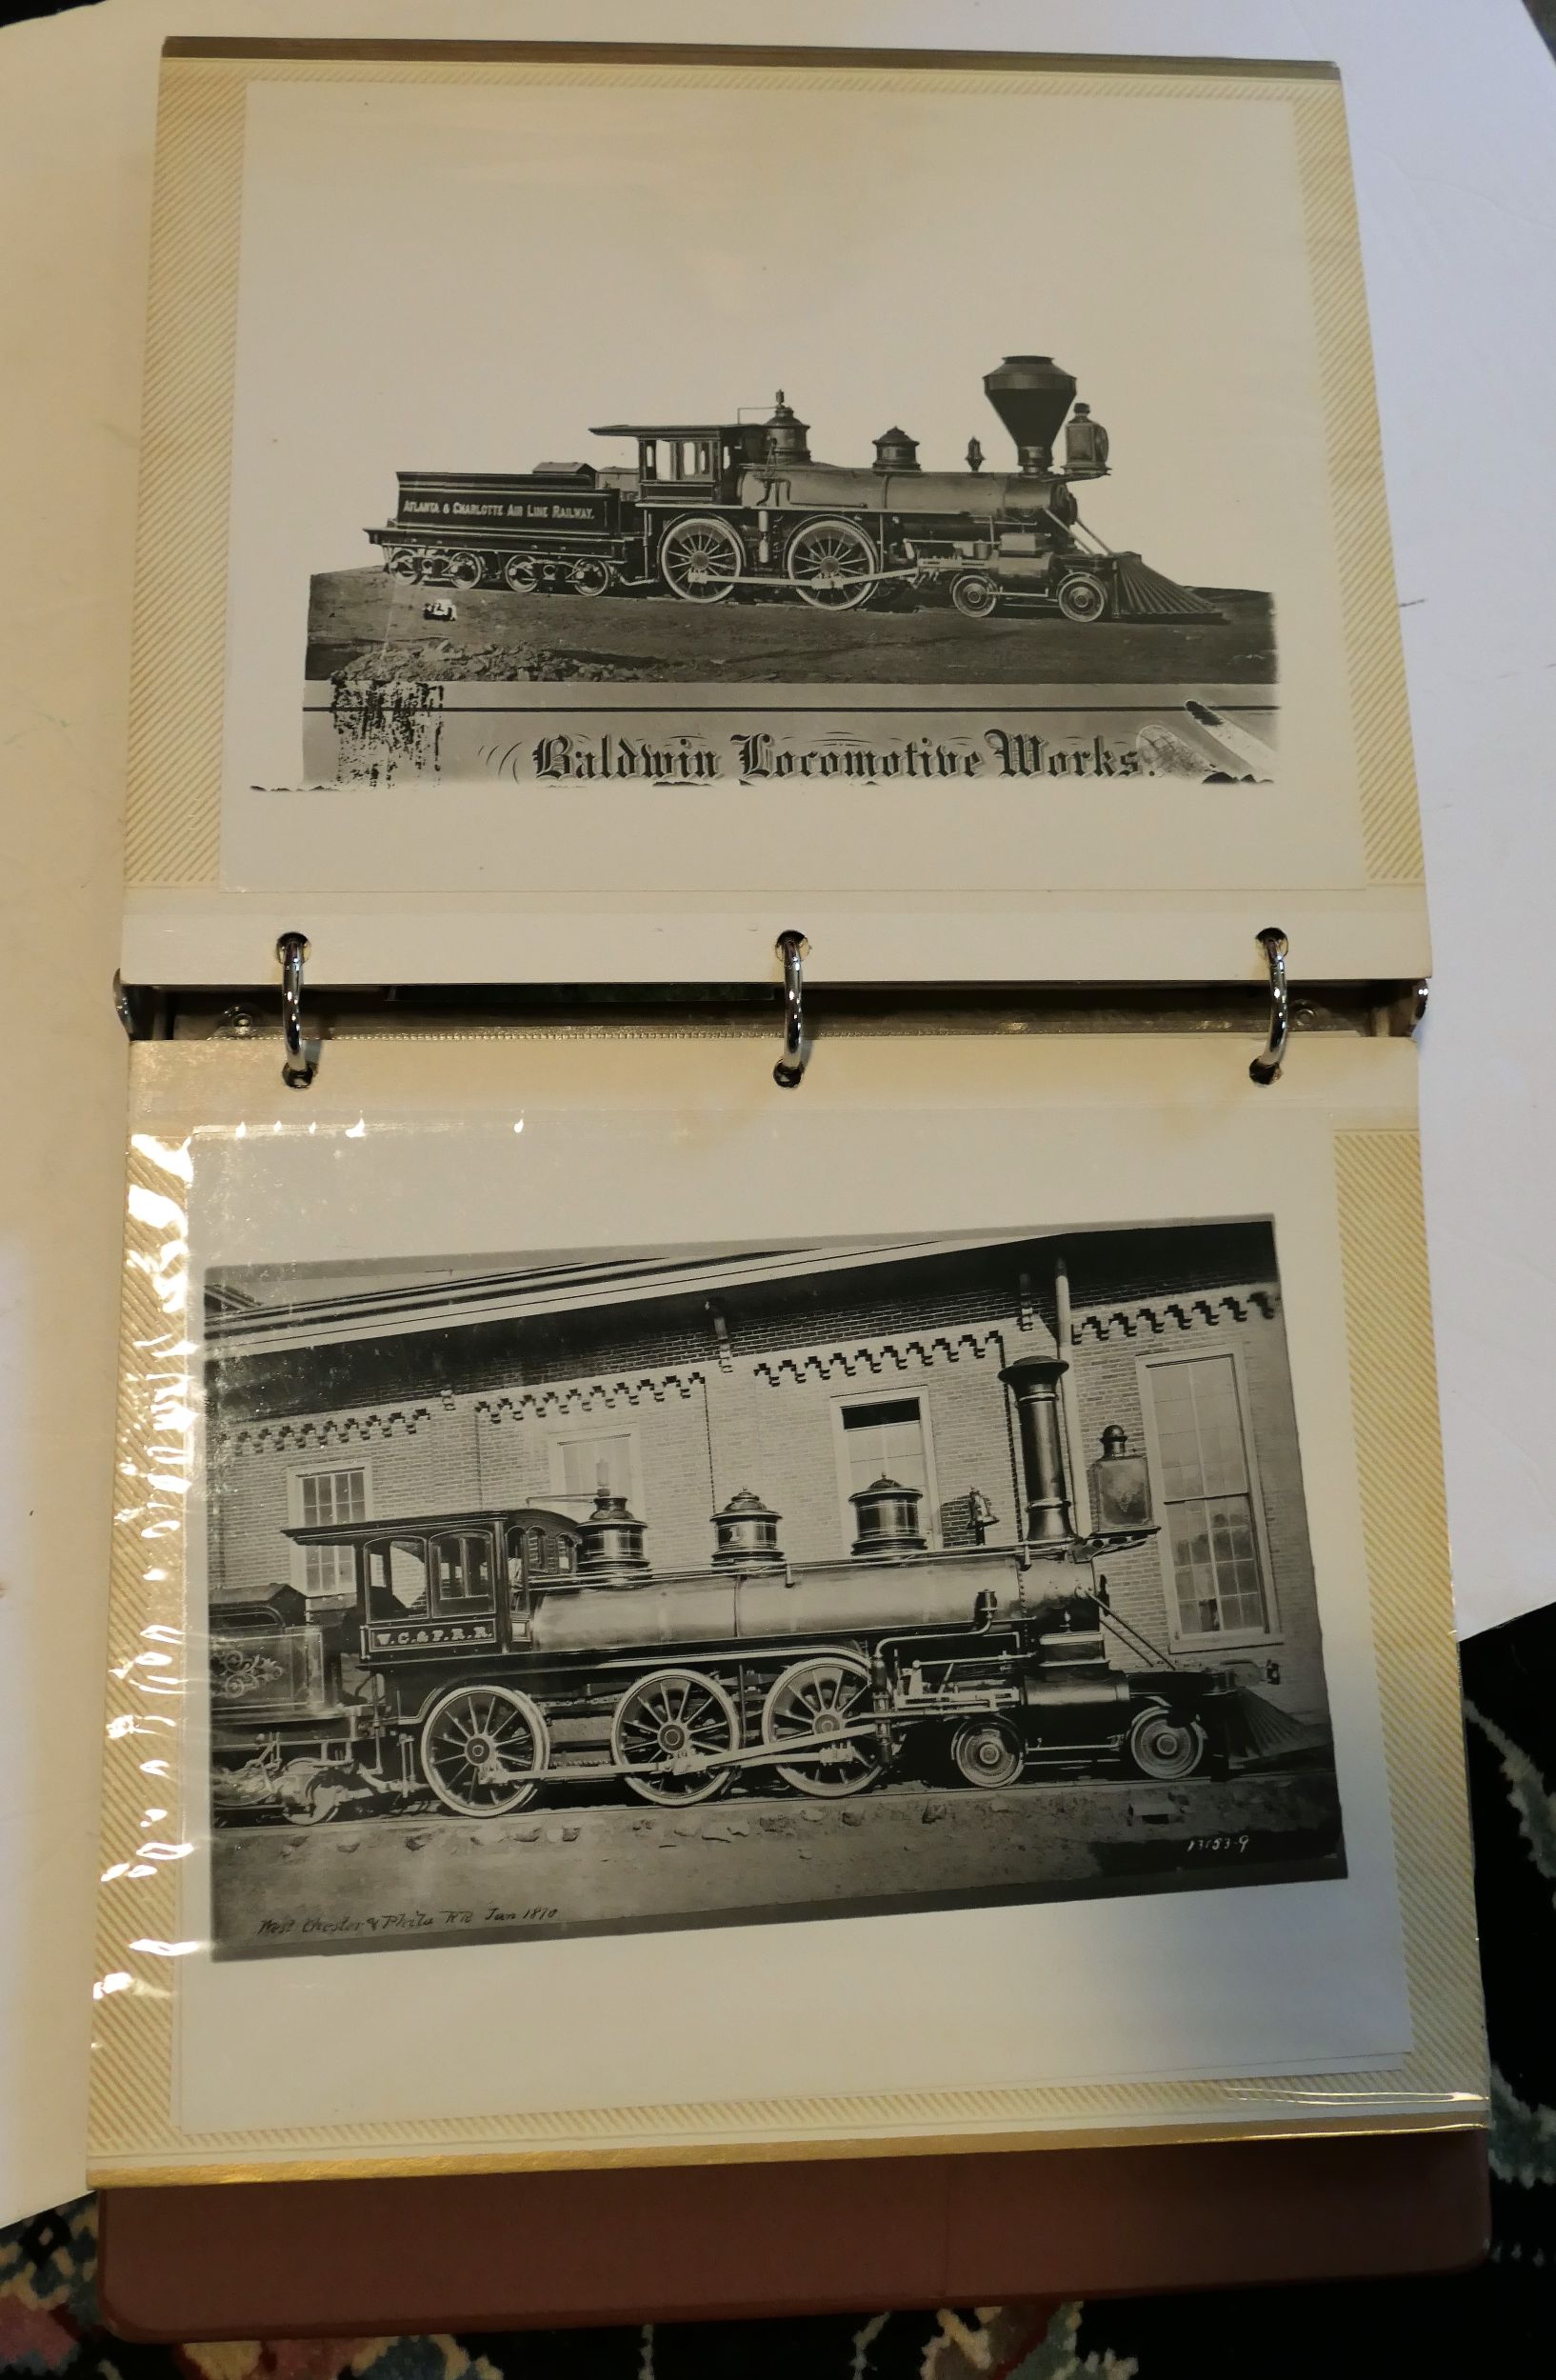 ATLANTA & CHARLOTTE AIR LINE RAILWAY.
Baldwin Locomotive Works.
W.C.& P.R.R.
13153-9
West Chester & Phila RR Jan 1870